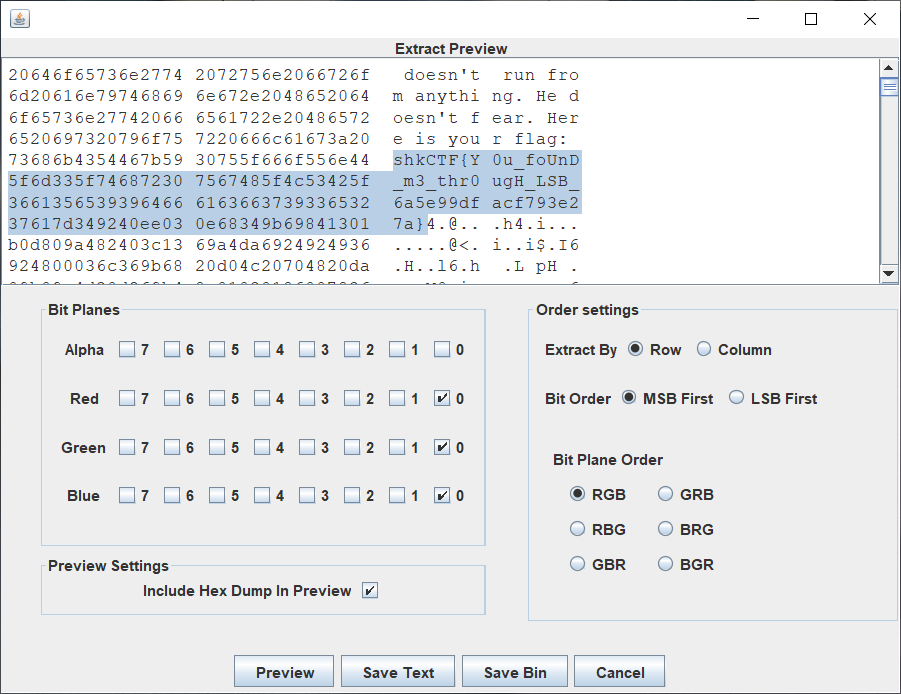 Extract Preview
20646f65736e2774 2072756e2066726f  doesn't  run fro
6d20616e79746869 6e672e2048652064 m anythi ng. He d
6f65736e27742066 6561722e20486572 oesn't f ear. Her
6520697320796f75 7220666c61673a20 e is you r flag:
73686b4354467b59 30755f666f556e44 shkCTF{Y 0u_foUnD
5f6d335f74687230 7567485f4c53425f _m3_thr0 ugH_LSB_
3661356539396466 6163663739336532 6a5e99df acf793e2
37617d349240ee03 0e68349b69841301 7a}4.@.. .h4.i...
b0d809a482403c13 69a4da6924924936 .....@<. i..i$.I6
924800036c369b68 20d04c20704820da .H..l6.h  .L pH .
Bit Planes
Alpha 7 6 5 4 3 2 1 0
Red 7 6 5 4 3 2 1 0
Green 7 6 5 4 3 2 1 0
Blue 7 6 5 4 3 2 1 0
Preview Settings
Include Hex Dump In Preview
Order settings
Extract By Row Column
Bit Order MSB First LSB First
Bit Plane Order
RGB GRB
RBG BRG
GBR BGR
Preview Save Text Save Bin Cancel